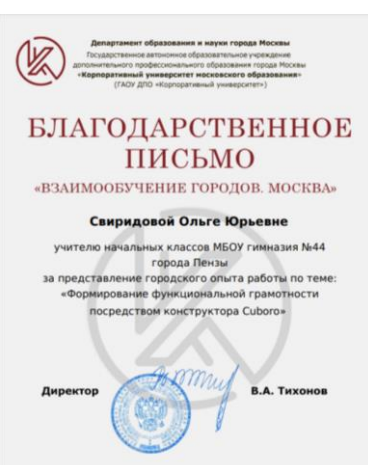 Департамент образования и науки города Москвы
Государственное автономное образовательное учреждение
дополнительного профессионального образования города Москвы
«Корпоративный университет московского образования»
(ГАОУ ДПО «Корпоративный университет»)
БЛАГОДАРСТВЕННОЕ
ПИСЬМО
«ВЗАИМООБУЧЕНИЕ ГОРОДОВ. МОСКВА»
Свиридовой Ольге Юрьевне
учителю начальных классов МБОУ гимназия №44
города Пензы
за представление городского опыта работы по теме:
«Формирование функциональной грамотности
посредством конструктора Cuboro»
Директор В.А. Тихонов